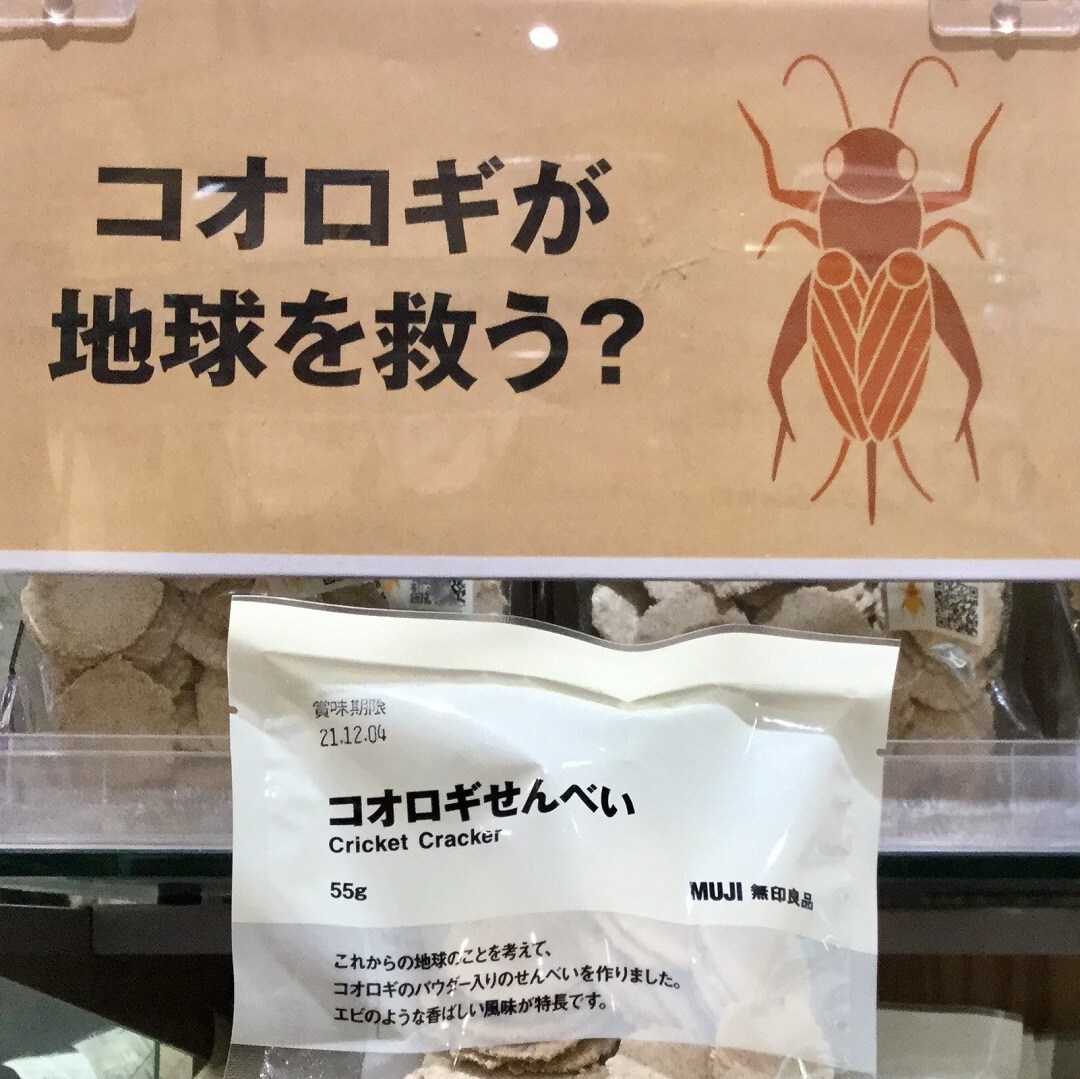 コオロギが
地球を救う?
賞味期限
21.12.04
コオロギせんべい
Cricket Cracker
55g
MUJI 無印良品
これからの地球のことを考えて、
コオロギのパウダー入りのせんべいを作りました。
エビのような香ばしい風味が特長です。